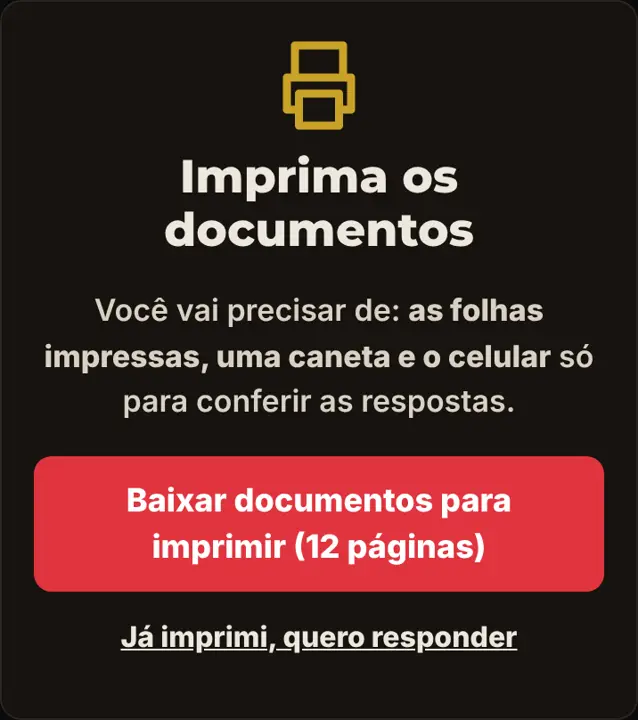 Imprima os
documentos
Você vai precisar de: as folhas
impressas, uma caneta e o celular só
para conferir as respostas.
Baixar documentos para
imprimir (12 páginas)
Já imprimi, quero responder